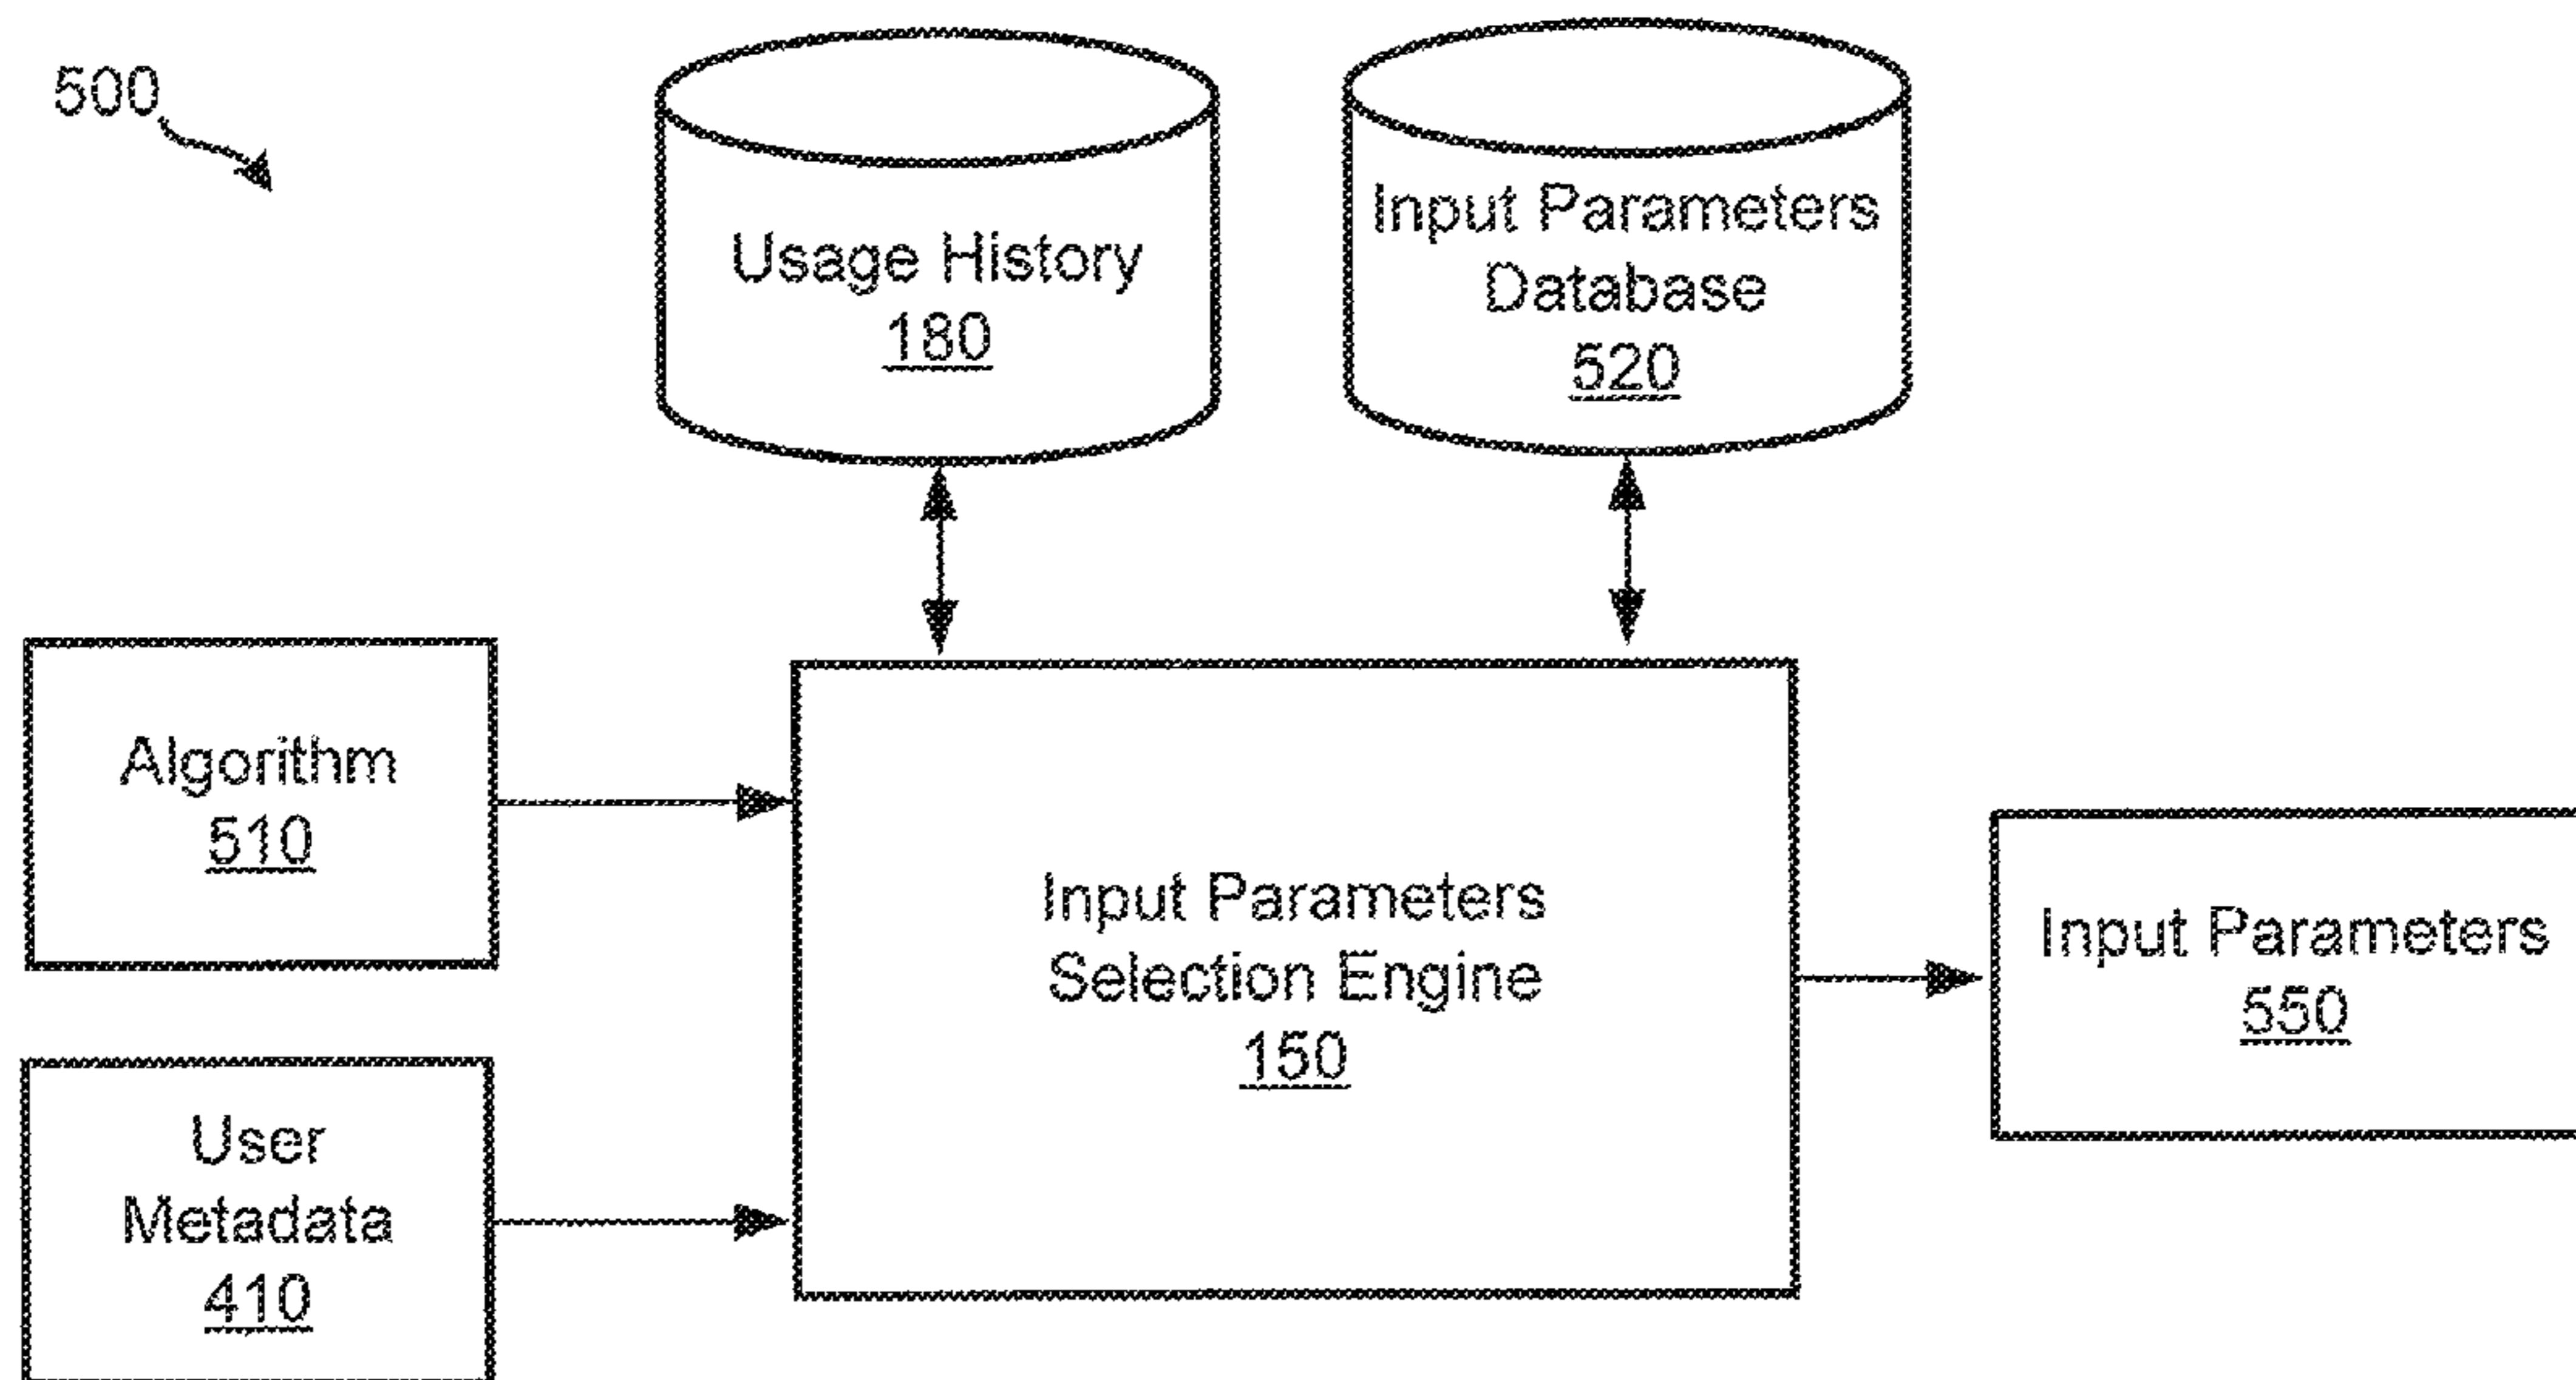 500
Usage History
180
Input Parameters
Database
520
Algorithm
510
User
Metadata
410
Input Parameters
Selection Engine
150
Input Parameters
550